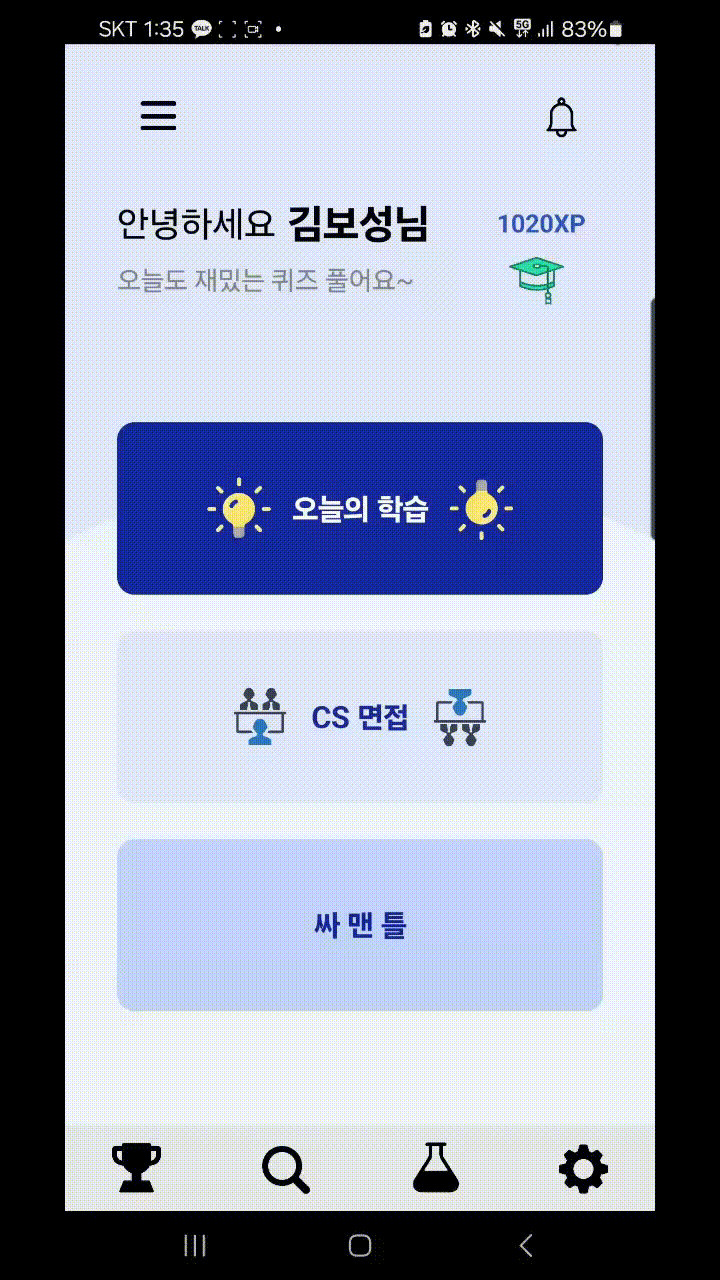 SKT 1:35 TALK 5G 83%
안녕하세요 김보성님
1020XP
오늘도 재밌는 퀴즈 풀어요~
오늘의 학습
CS 면접
싸 맨 틀